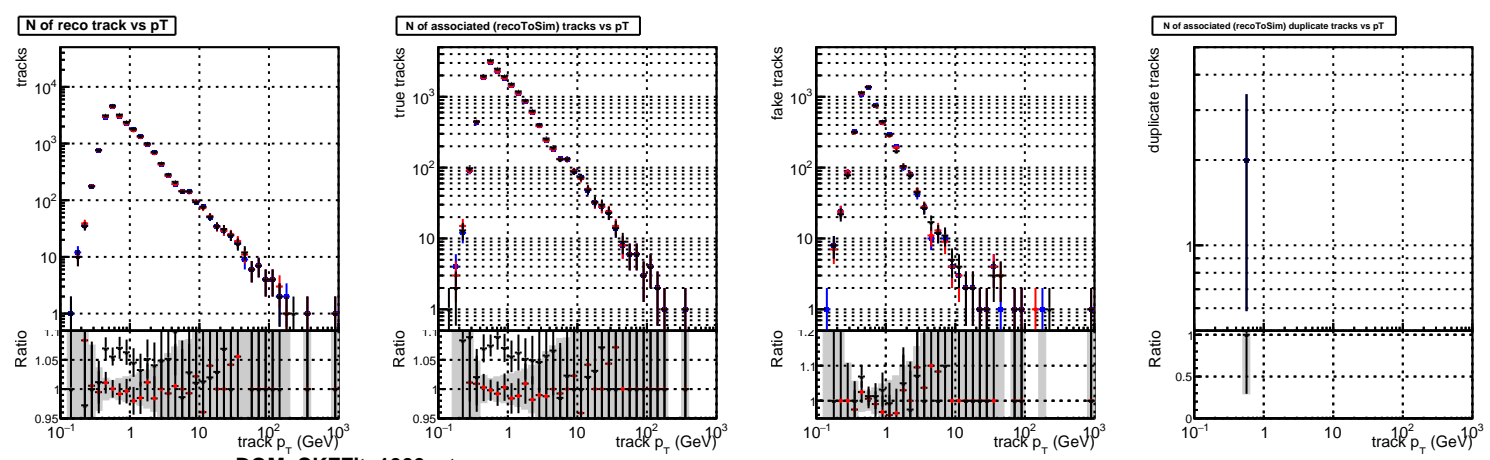 N of reco track vs pT
tracks
10^4
10^3
10^2
10
1
Ratio
1.1
1.05
1
0.95
10^−1 1 10 10^2 10^3
track p_T (GeV)
N of associated (recoToSim) tracks vs pT
true tracks
10^3
10^2
10
1
Ratio
1.1
1.05
1
0.95
10^−1 1 10 10^2 10^3
track p_T (GeV)
fake tracks
10^3
10^2
10
1
Ratio
1.2
1.1
1
10^−1 1 10 10^2 10^3
track p_T (GeV)
N of associated (recoToSim) duplicate tracks vs pT
duplicate tracks
1
Ratio
1
0.5
0
10^−1 1 10 10^2 10^3
track p_T (GeV)